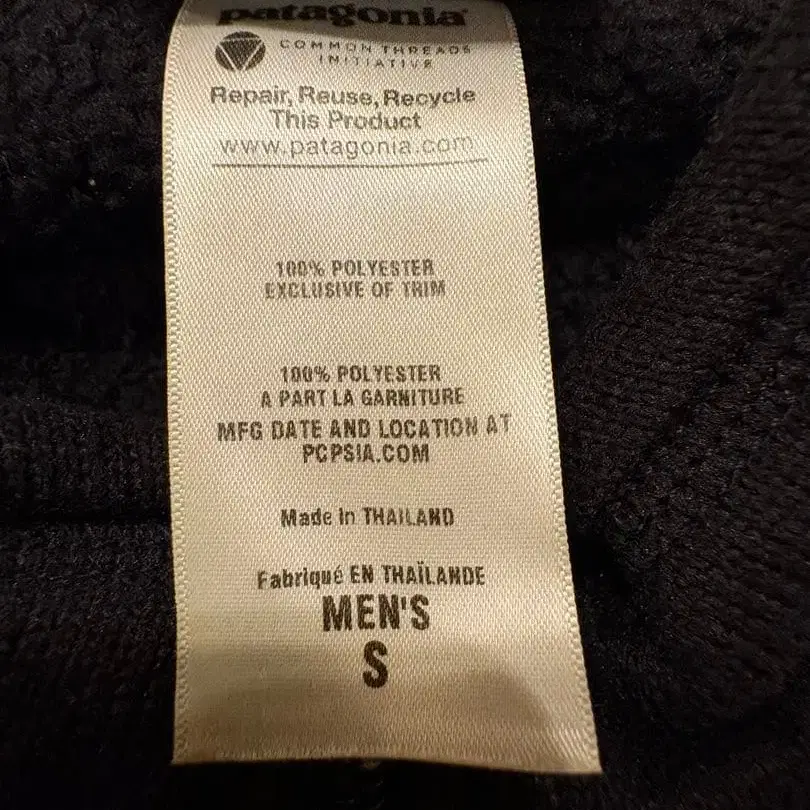 patagonia®
COMMON THREADS
INITIATIVE
Repair, Reuse, Recycle
This Product
www.patagonia.com
100% POLYESTER
EXCLUSIVE OF TRIM
100% POLYESTER
A PART LA GARNITURE
MFG DATE AND LOCATION AT
PCPSIA.COM
Made in THAILAND
Fabriqué EN THAÏLANDE
MEN'S
S